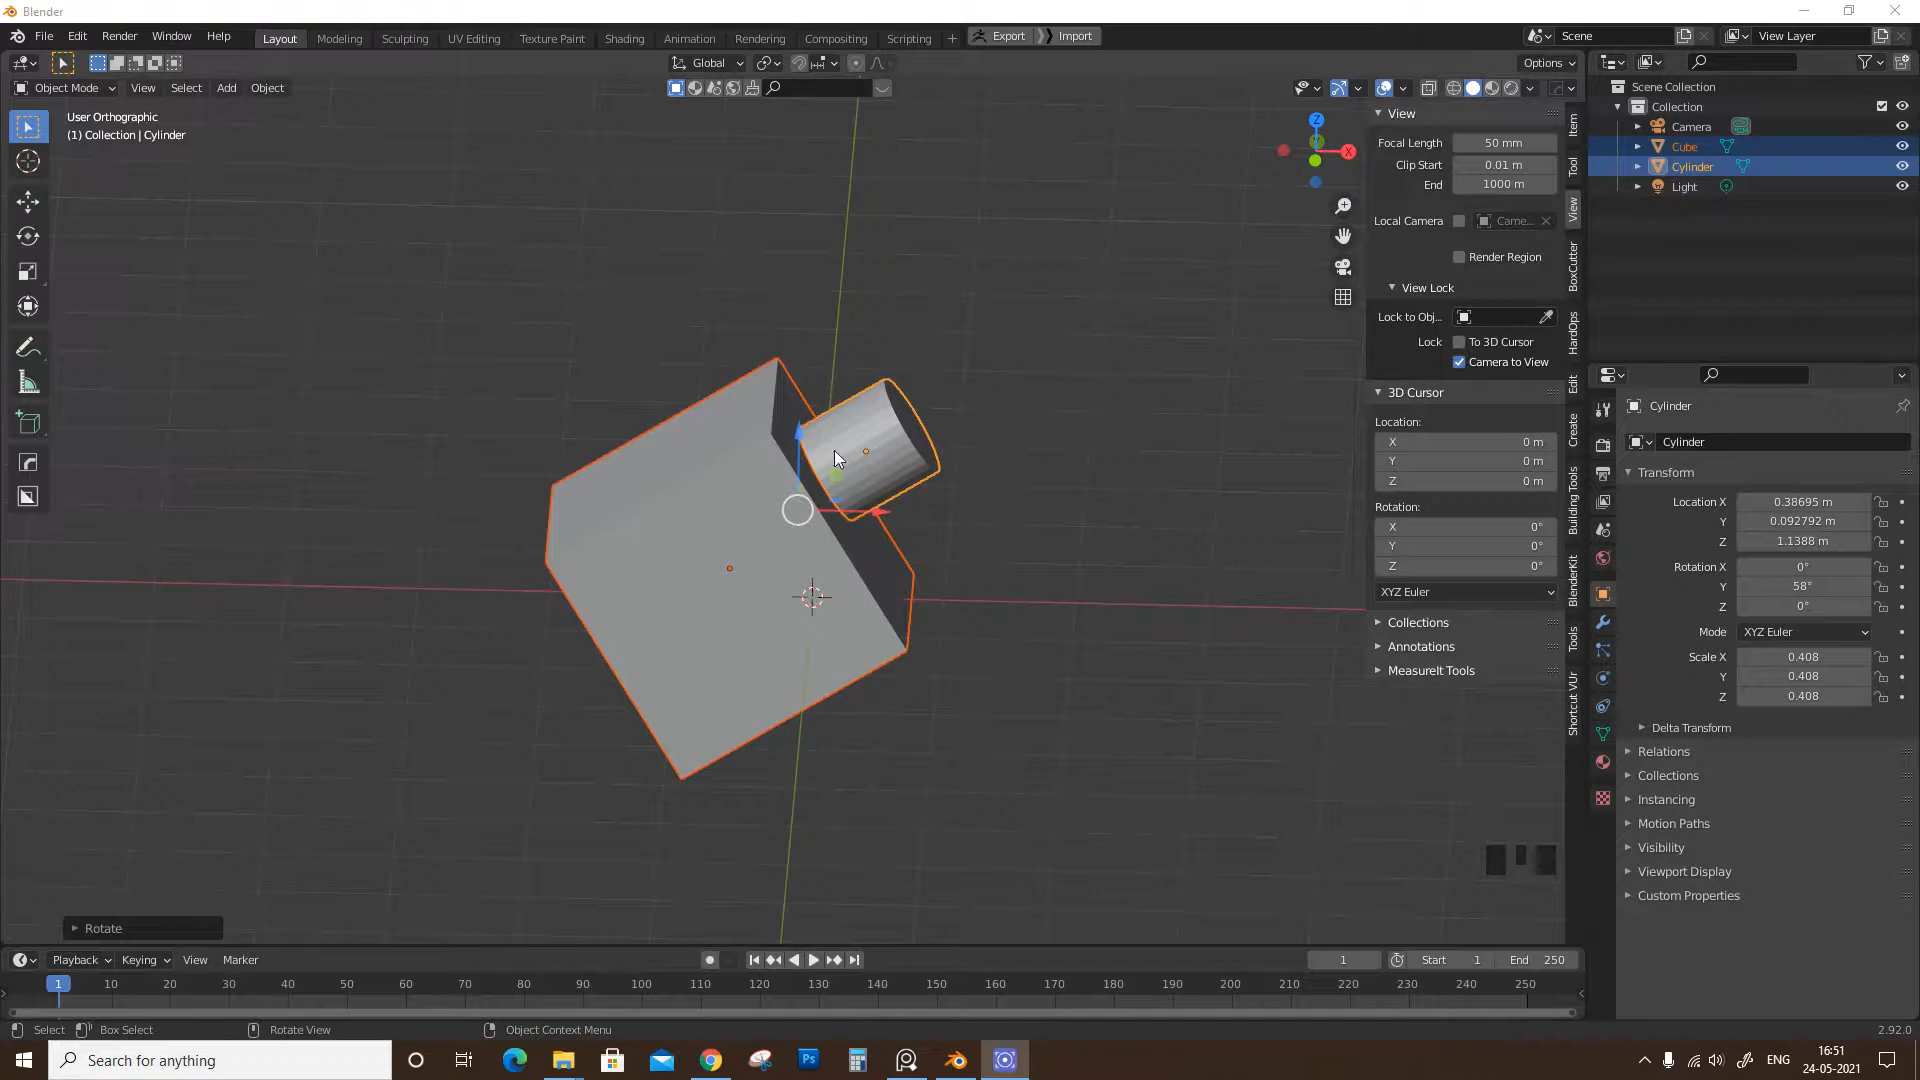 Blender
File Edit Render Window Help
Layout Modeling Sculpting UV Editing Texture Paint Shading Animation Rendering Compositing Scripting + Export Import
Scene
View Layer
Global
Options
Object Mode View Select Add Object
User Orthographic
(1) Collection | Cylinder
Z
X
View
Focal Length 50 mm
Clip Start 0.01 m
End 1000 m
Local Camera Came...
Render Region
View Lock
Lock to Obj...
Lock To 3D Cursor
Camera to View
3D Cursor
Location:
X 0 m
Y 0 m
Z 0 m
Rotation:
X 0°
Y 0°
Z 0°
XYZ Euler
Collections
Annotations
MeasureIt Tools
Item
Tool
View
BoxCutter
HardOps
Edit
Create
Building Tools
BlenderKit
Tools
Shortcut VUr
Scene Collection
Collection
Camera
Cube
Cylinder
Light
Cylinder
Cylinder
Transform
Location X 0.38695 m
Y 0.092792 m
Z 1.1388 m
Rotation X 0°
Y 58°
Z 0°
Mode XYZ Euler
Scale X 0.408
Y 0.408
Z 0.408
Delta Transform
Relations
Collections
Instancing
Motion Paths
Visibility
Viewport Display
Custom Properties
Rotate
Playback Keying View Marker
1 Start 1 End 250
1 10 20 30 40 50 60 70 80 90 100 110 120 130 140 150 160 170 180 190 200 210 220 230 240 250
Select Box Select Rotate View Object Context Menu 2.92.0
Search for anything
Ps
ENG
16:51
24-05-2021